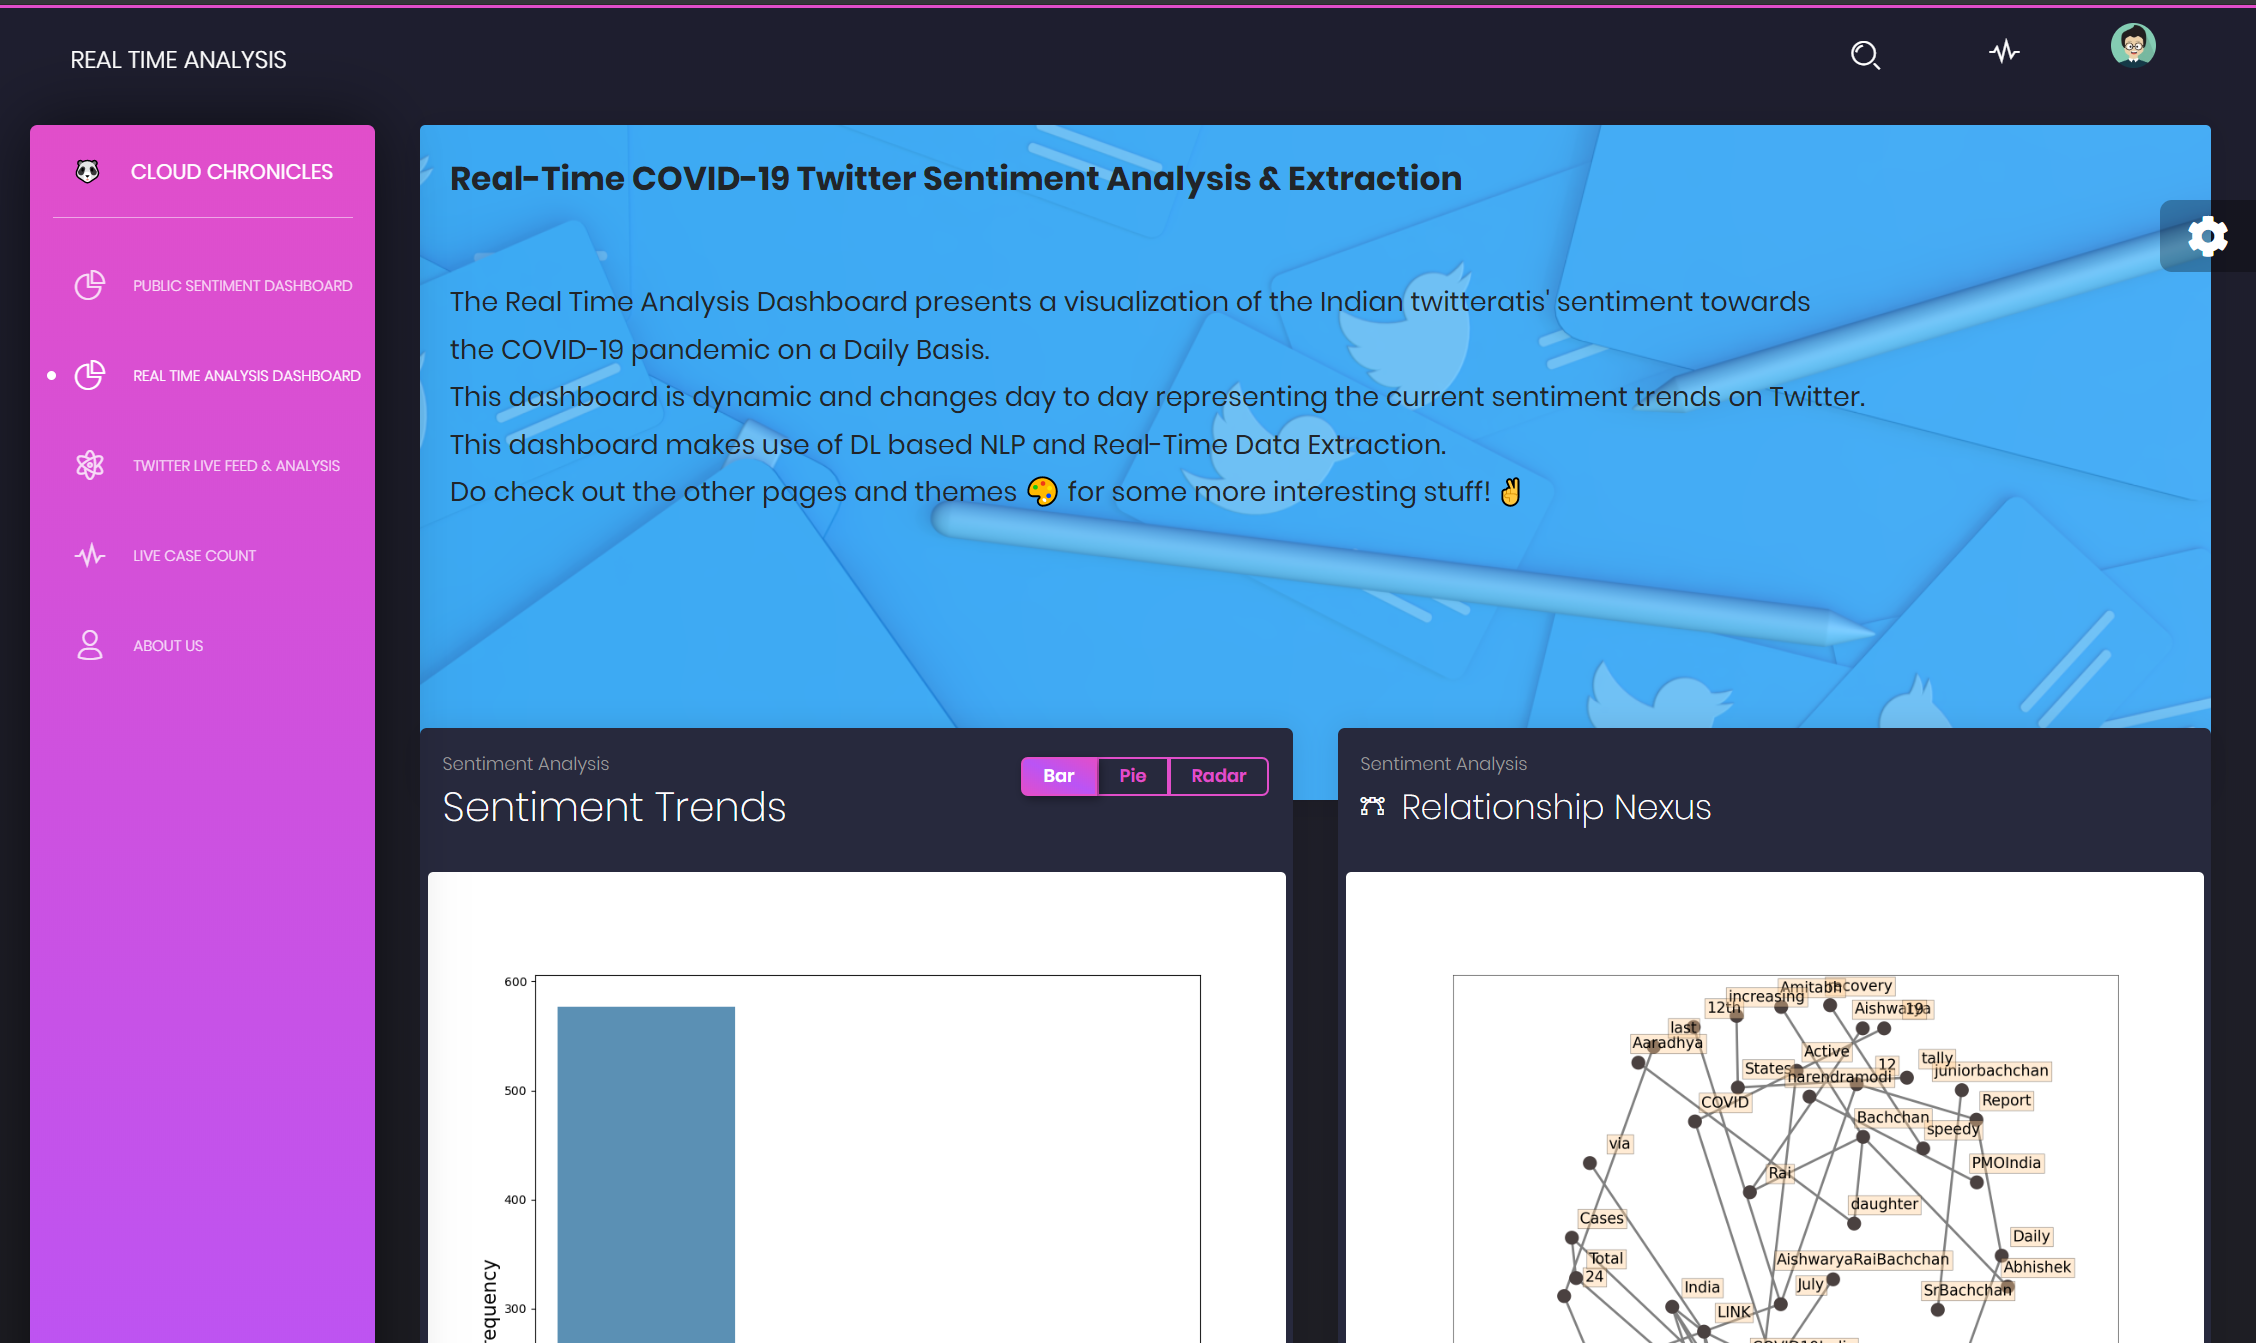 REAL TIME ANALYSIS
CLOUD CHRONICLES
PUBLIC SENTIMENT DASHBOARD
REAL TIME ANALYSIS DASHBOARD
TWITTER LIVE FEED & ANALYSIS
LIVE CASE COUNT
ABOUT US
Real-Time COVID-19 Twitter Sentiment Analysis & Extraction
The Real Time Analysis Dashboard presents a visualization of the Indian twitteratis' sentiment towards
the COVID-19 pandemic on a Daily Basis.
This dashboard is dynamic and changes day to day representing the current sentiment trends on Twitter.
This dashboard makes use of DL based NLP and Real-Time Data Extraction.
Do check out the other pages and themes 🎨 for some more interesting stuff! ✌
Sentiment Analysis
Sentiment Trends
Bar
Pie
Radar
600
500
400
300
equency
Sentiment Analysis
Relationship Nexus
Amitabh
recovery
increasing
12th
Aishwarya
19
last
Aaradhya
Active
12
tally
States
narendramodi
juniorbachchan
COVID
Report
Bachchan
speedy
via
PMOIndia
Rai
daughter
Cases
Daily
Total
AishwaryaRaiBachchan
Abhishek
24
July
India
SrBachchan
LINK